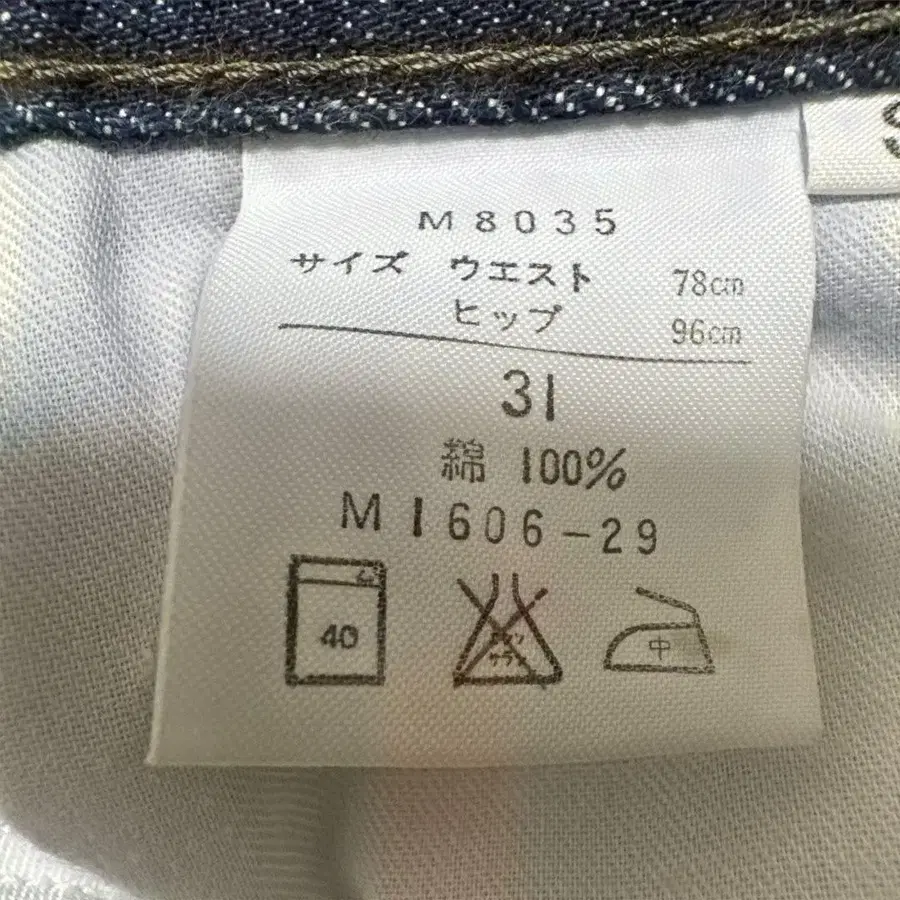 S
M8035
サイズ ウエスト 78cm
ヒップ 96cm
31
綿 100%
M1606-29
40
中